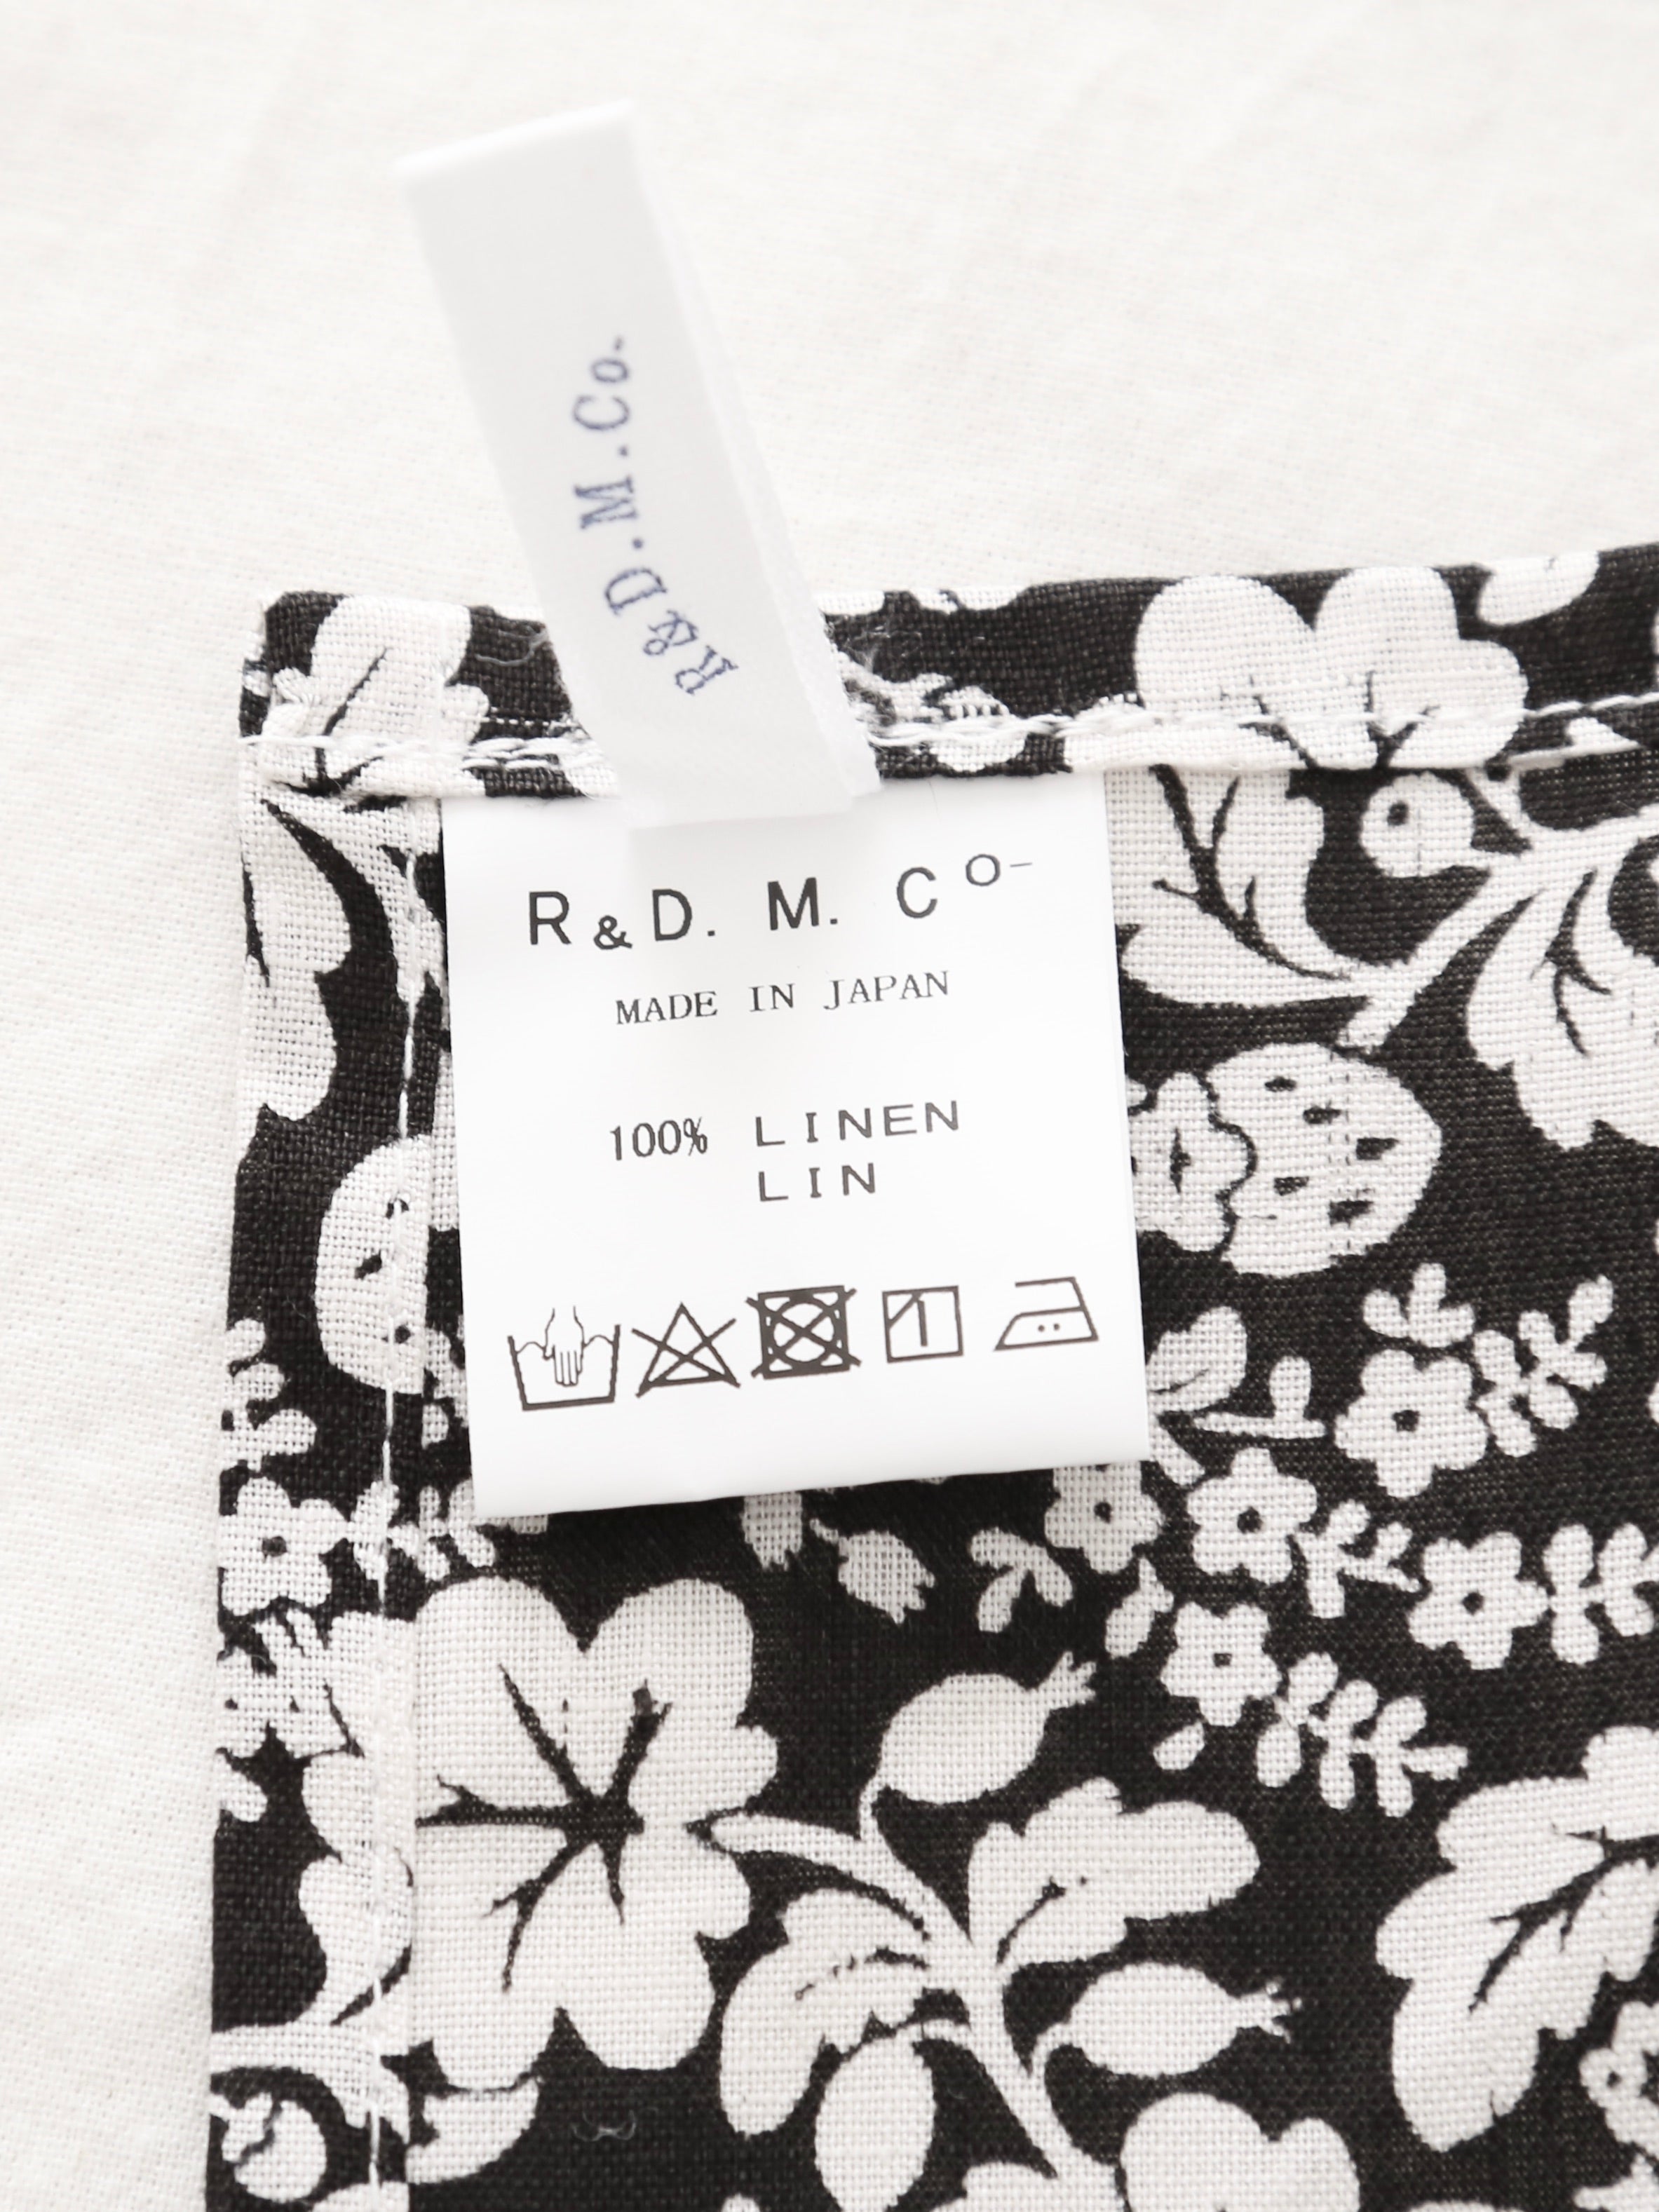 R&D.M.Co.
R&D. M. Co-
MADE IN JAPAN
100% LINEN
LIN